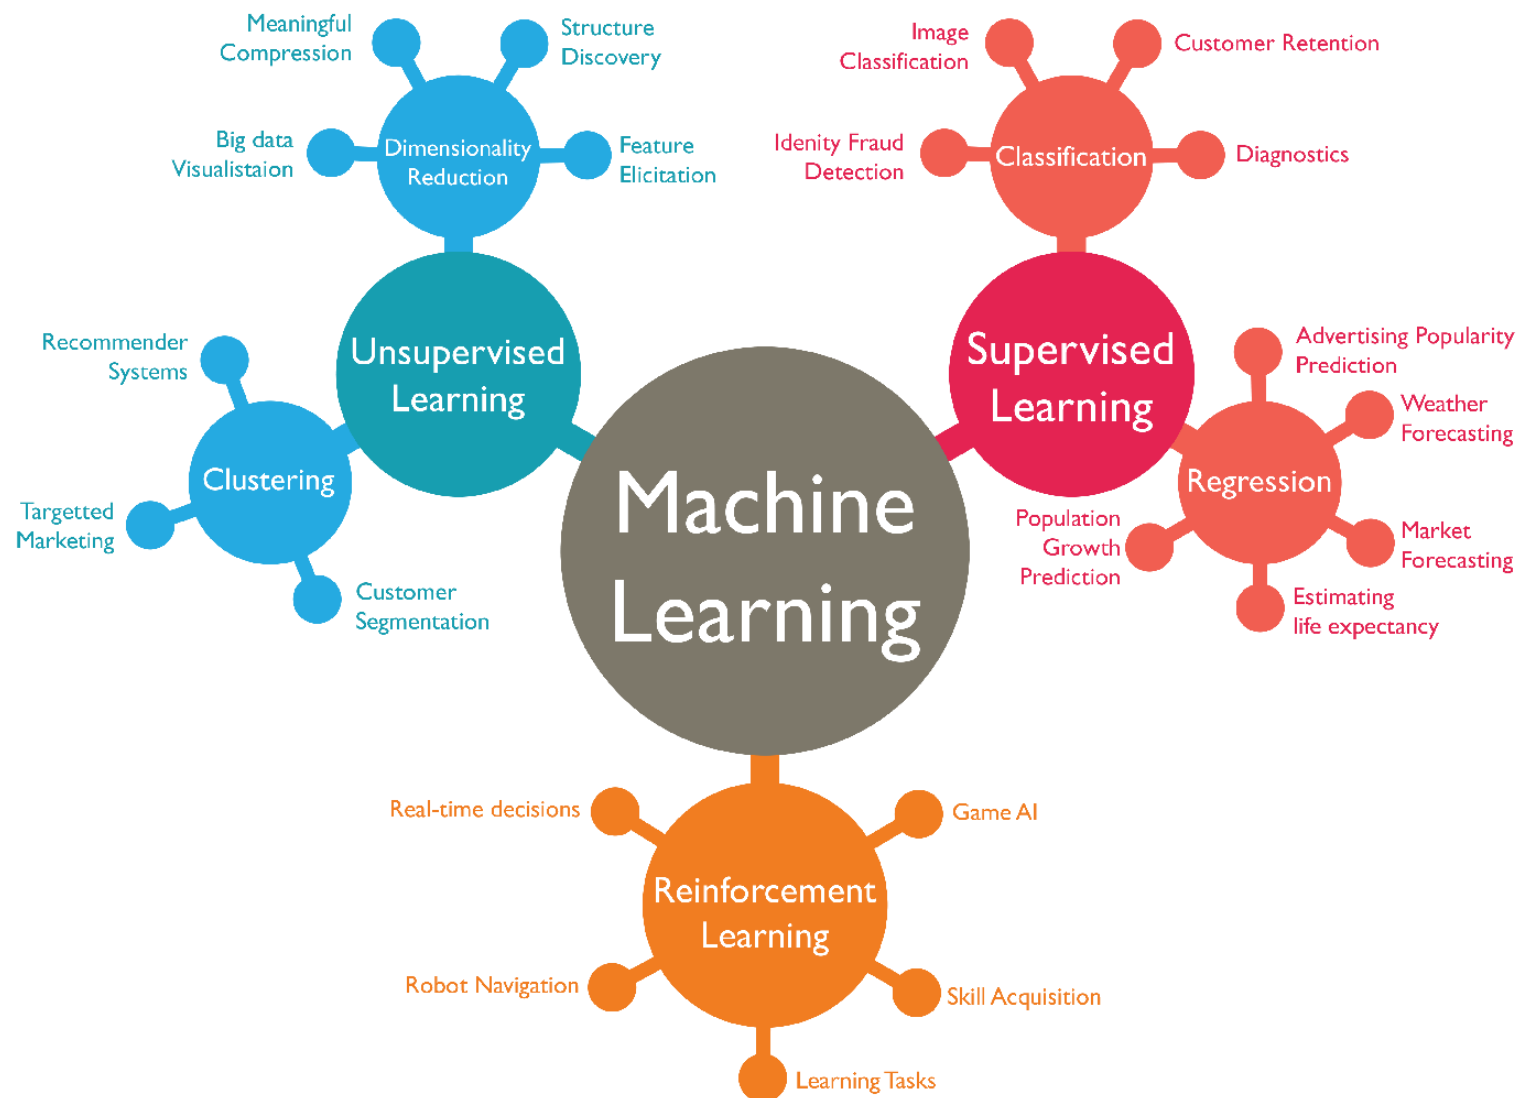 Meaningful
Compression
Structure
Discovery
Big data
Visualistaion
Dimensionality
Reduction
Feature
Elicitation
Image
Classification
Customer Retention
Idenity Fraud
Detection
Classification
Diagnostics
Unsupervised
Learning
Supervised
Learning
Recommender
Systems
Clustering
Targetted
Marketing
Customer
Segmentation
Advertising Popularity
Prediction
Weather
Forecasting
Regression
Population
Growth
Prediction
Market
Forecasting
Estimating
life expectancy
Machine
Learning
Real-time decisions
Game AI
Reinforcement
Learning
Robot Navigation
Skill Acquisition
Learning Tasks